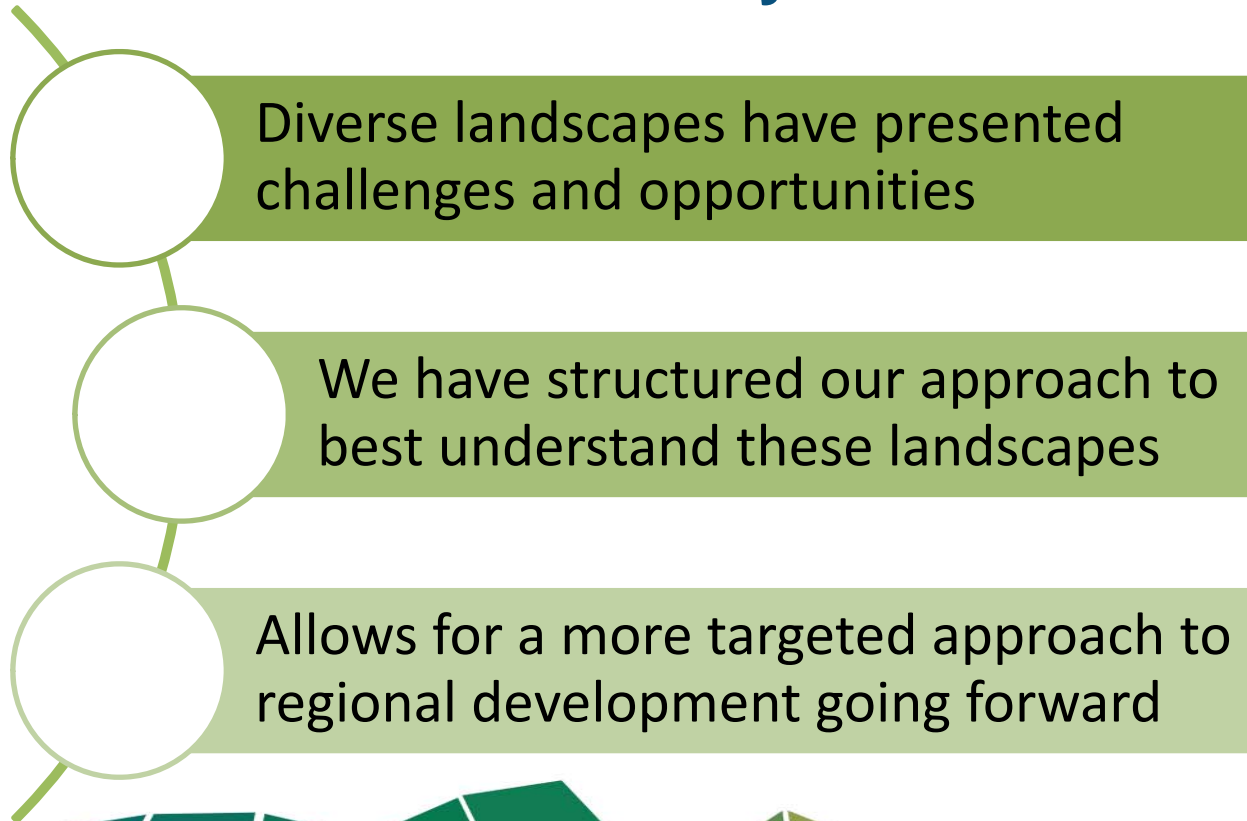 Diverse landscapes have presented
challenges and opportunities
We have structured our approach to
best understand these landscapes
Allows for a more targeted approach to
regional development going forward